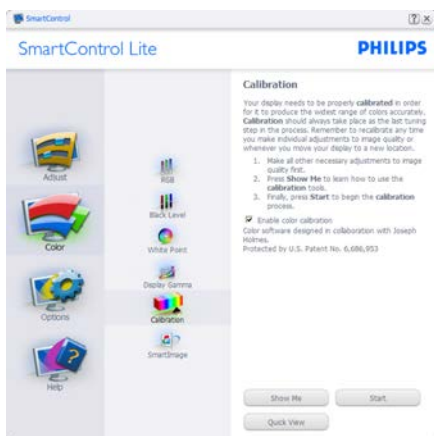 SmartControl
SmartControl Lite
PHILIPS
Adjust
Color
Options
Help
RGB
Black Level
White Point
Display Gamma
Calibration
SmartImage
Calibration
Your display needs to be properly calibrated in order
for it to produce the widest range of colors accurately.
Calibration should always take place as the last tuning
step in the process. Remember to recalibrate any time
you make individual adjustments to image quality or
whenever you move your display to a new location.
1. Make all other necessary adjustments to image
quality first.
2. Press Show Me to learn how to use the
calibration tools.
3. Finally, press Start to begin the calibration
process.
Enable color calibration
Color software designed in collaboration with Joseph
Holmes.
Protected by U.S. Patent No. 6,686,953
Show Me
Start
Quick View